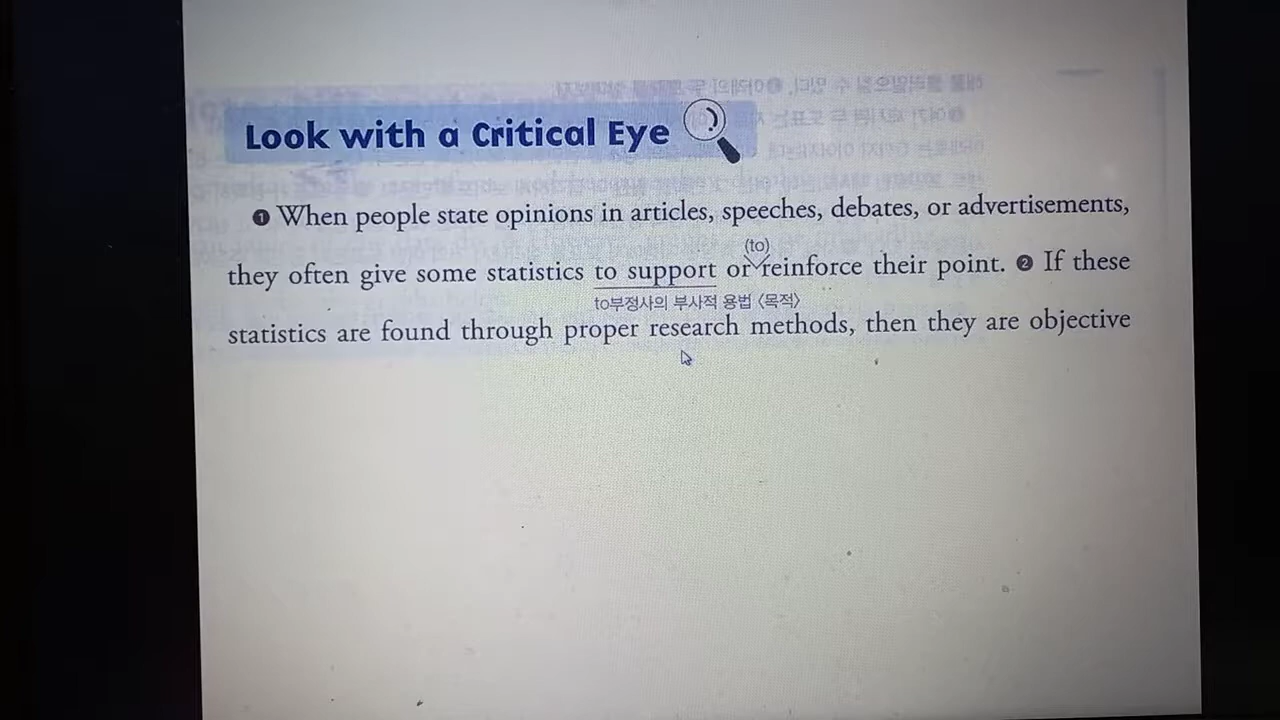 Look with a Critical Eye
❶ When people state opinions in articles, speeches, debates, or advertisements,
(to)
they often give some statistics to support or reinforce their point. ❷ If these
to부정사의 부사적 용법 〈목적〉
statistics are found through proper research methods, then they are objective